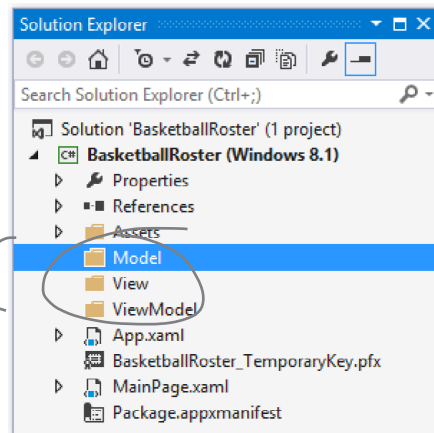 Solution Explorer
Search Solution Explorer (Ctrl+;)
Solution 'BasketballRoster' (1 project)
C# BasketballRoster (Windows 8.1)
Properties
References
Assets
Model
View
ViewModel
App.xaml
BasketballRoster_TemporaryKey.pfx
MainPage.xaml
Package.appxmanifest